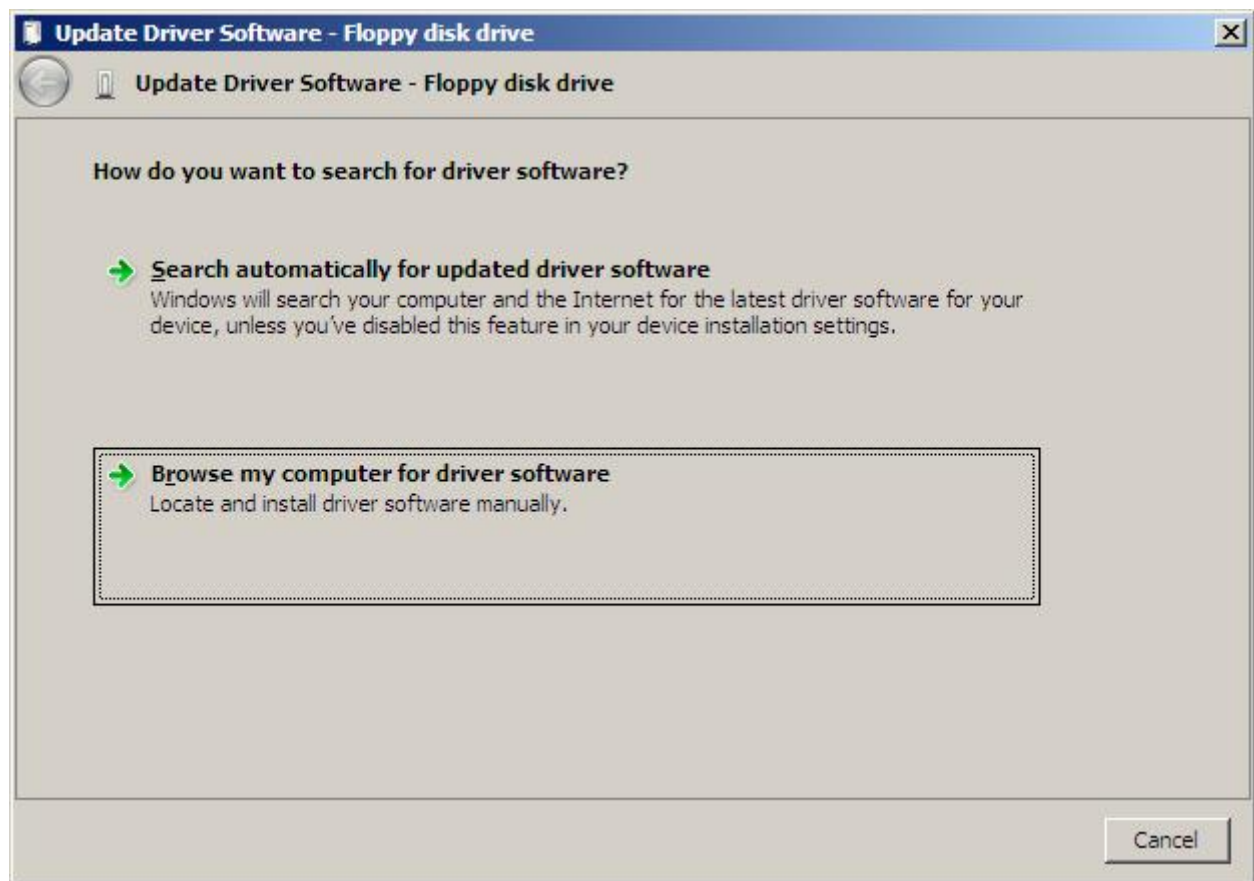 Update Driver Software - Floppy disk drive
Update Driver Software - Floppy disk drive
How do you want to search for driver software?
Search automatically for updated driver software
Windows will search your computer and the Internet for the latest driver software for your
device, unless you've disabled this feature in your device installation settings.
Browse my computer for driver software
Locate and install driver software manually.
Cancel